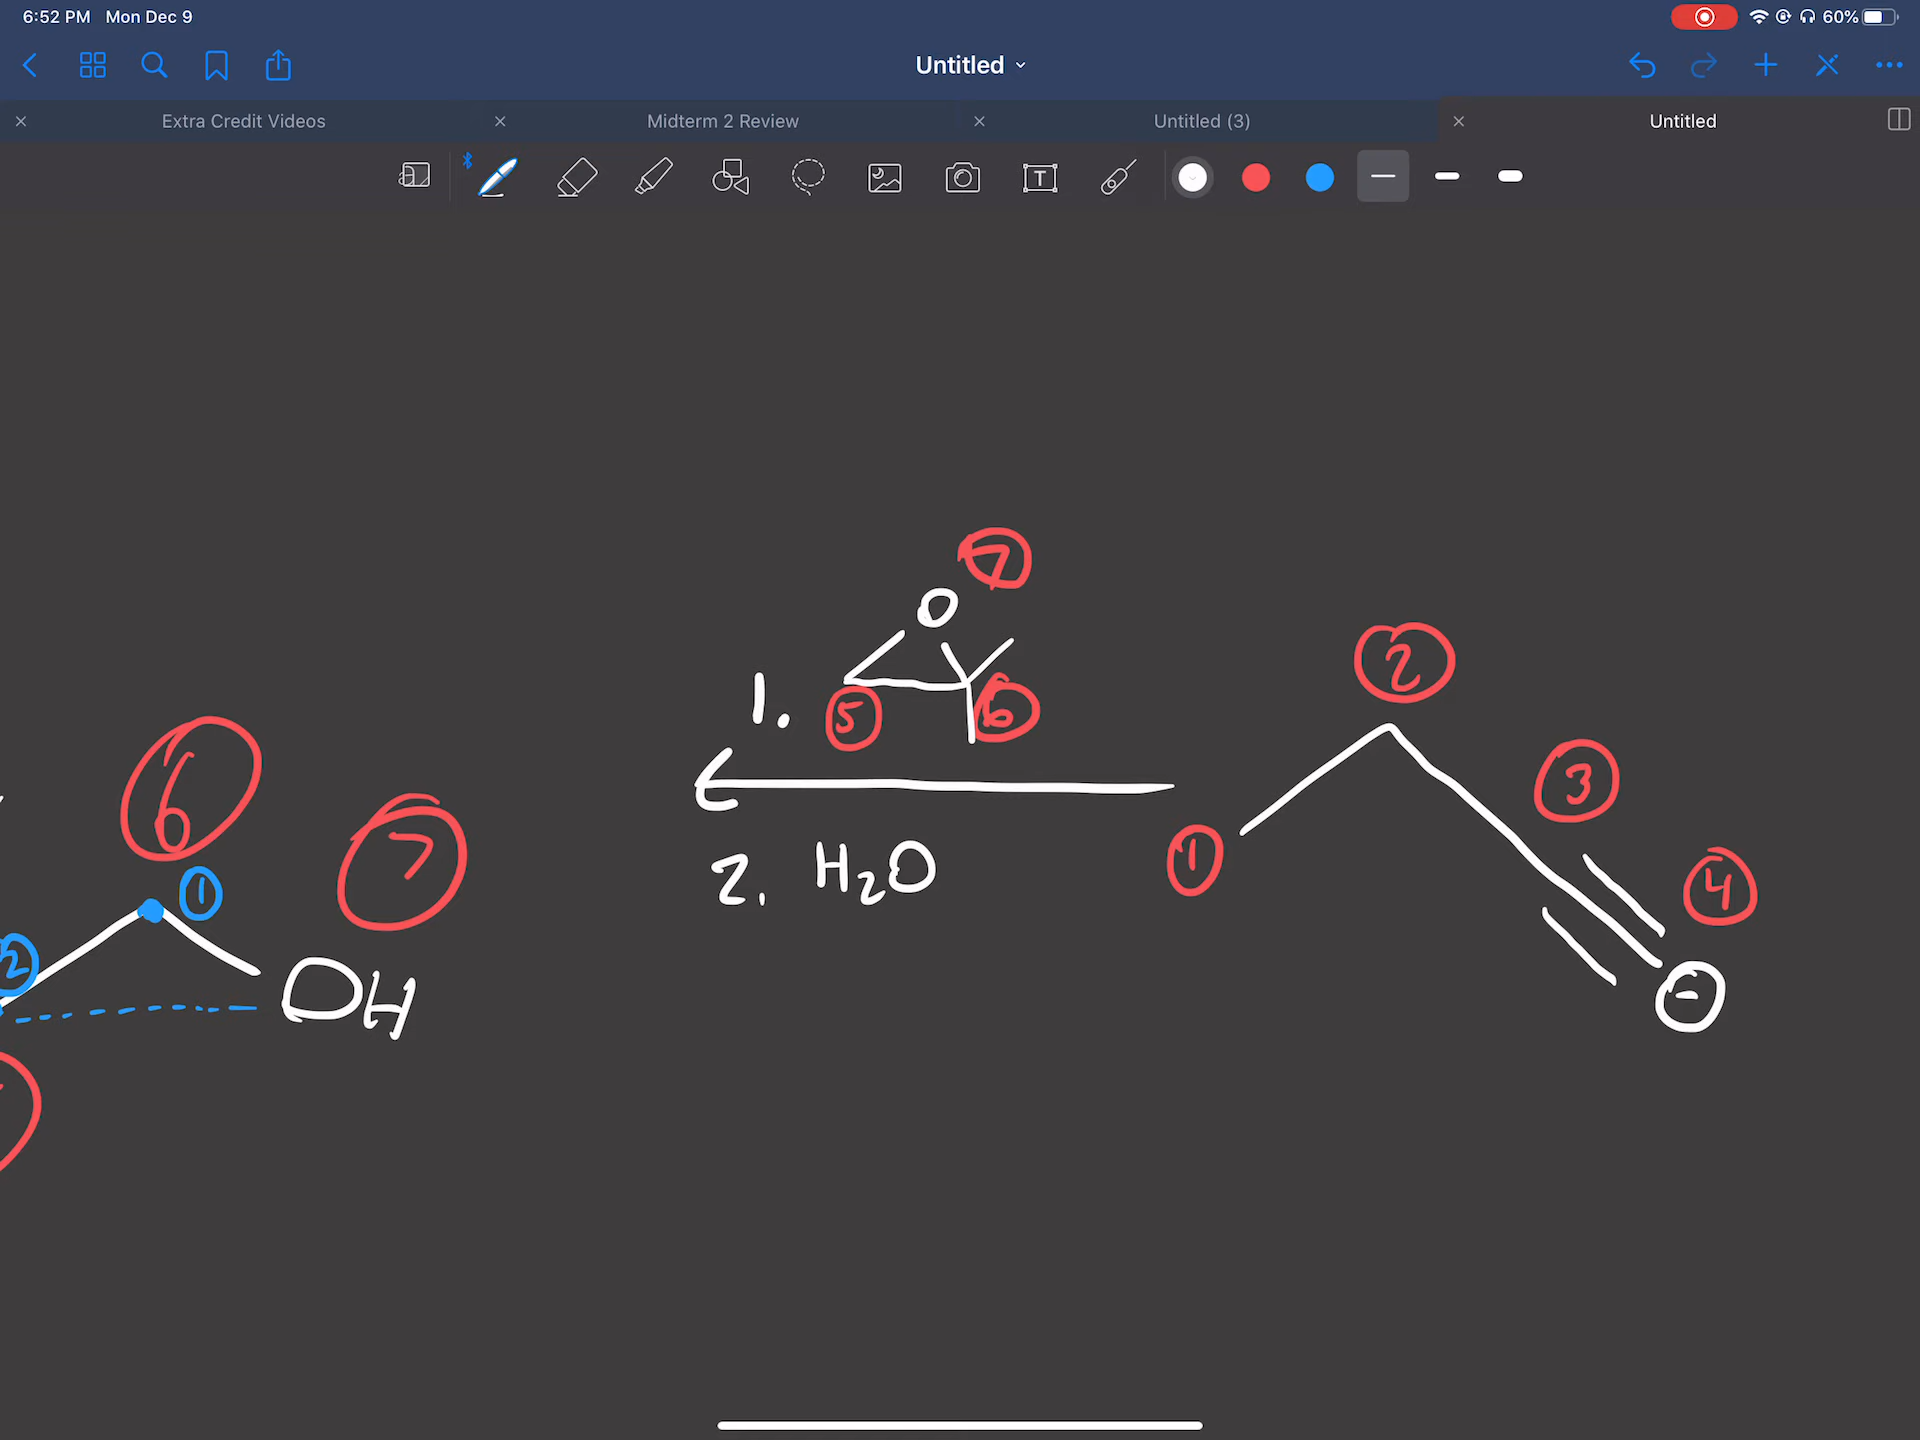 6:52 PM Mon Dec 9
60%
Untitled
Extra Credit Videos
Midterm 2 Review
Untitled (3)
Untitled
T
7
O
1.
5
6
2
3
1
4
2. H₂O
⊖
6
7
1
2
OH